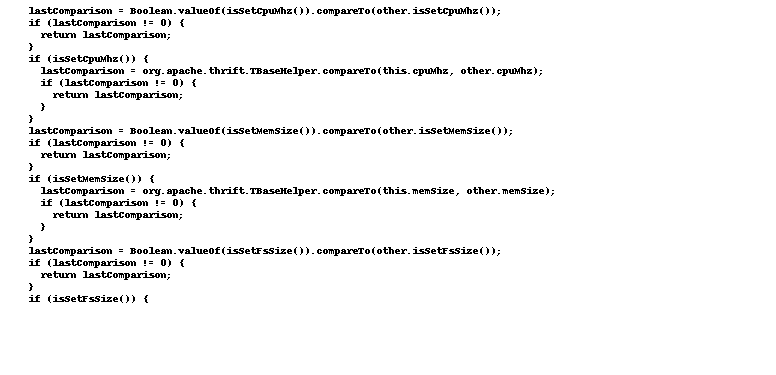 lastComparison = Boolean.valueOf(isSetCpuMhz()).compareTo(other.isSetCpuMhz());
if (lastComparison != 0) {
return lastComparison;
}
if (isSetCpuMhz()) {
lastComparison = org.apache.thrift.TBaseHelper.compareTo(this.cpuMhz, other.cpuMhz);
if (lastComparison != 0) {
return lastComparison;
}
}
lastComparison = Boolean.valueOf(isSetMemSize()).compareTo(other.isSetMemSize());
if (lastComparison != 0) {
return lastComparison;
}
if (isSetMemSize()) {
lastComparison = org.apache.thrift.TBaseHelper.compareTo(this.memSize, other.memSize);
if (lastComparison != 0) {
return lastComparison;
}
}
lastComparison = Boolean.valueOf(isSetFsSize()).compareTo(other.isSetFsSize());
if (lastComparison != 0) {
return lastComparison;
}
if (isSetFsSize()) {